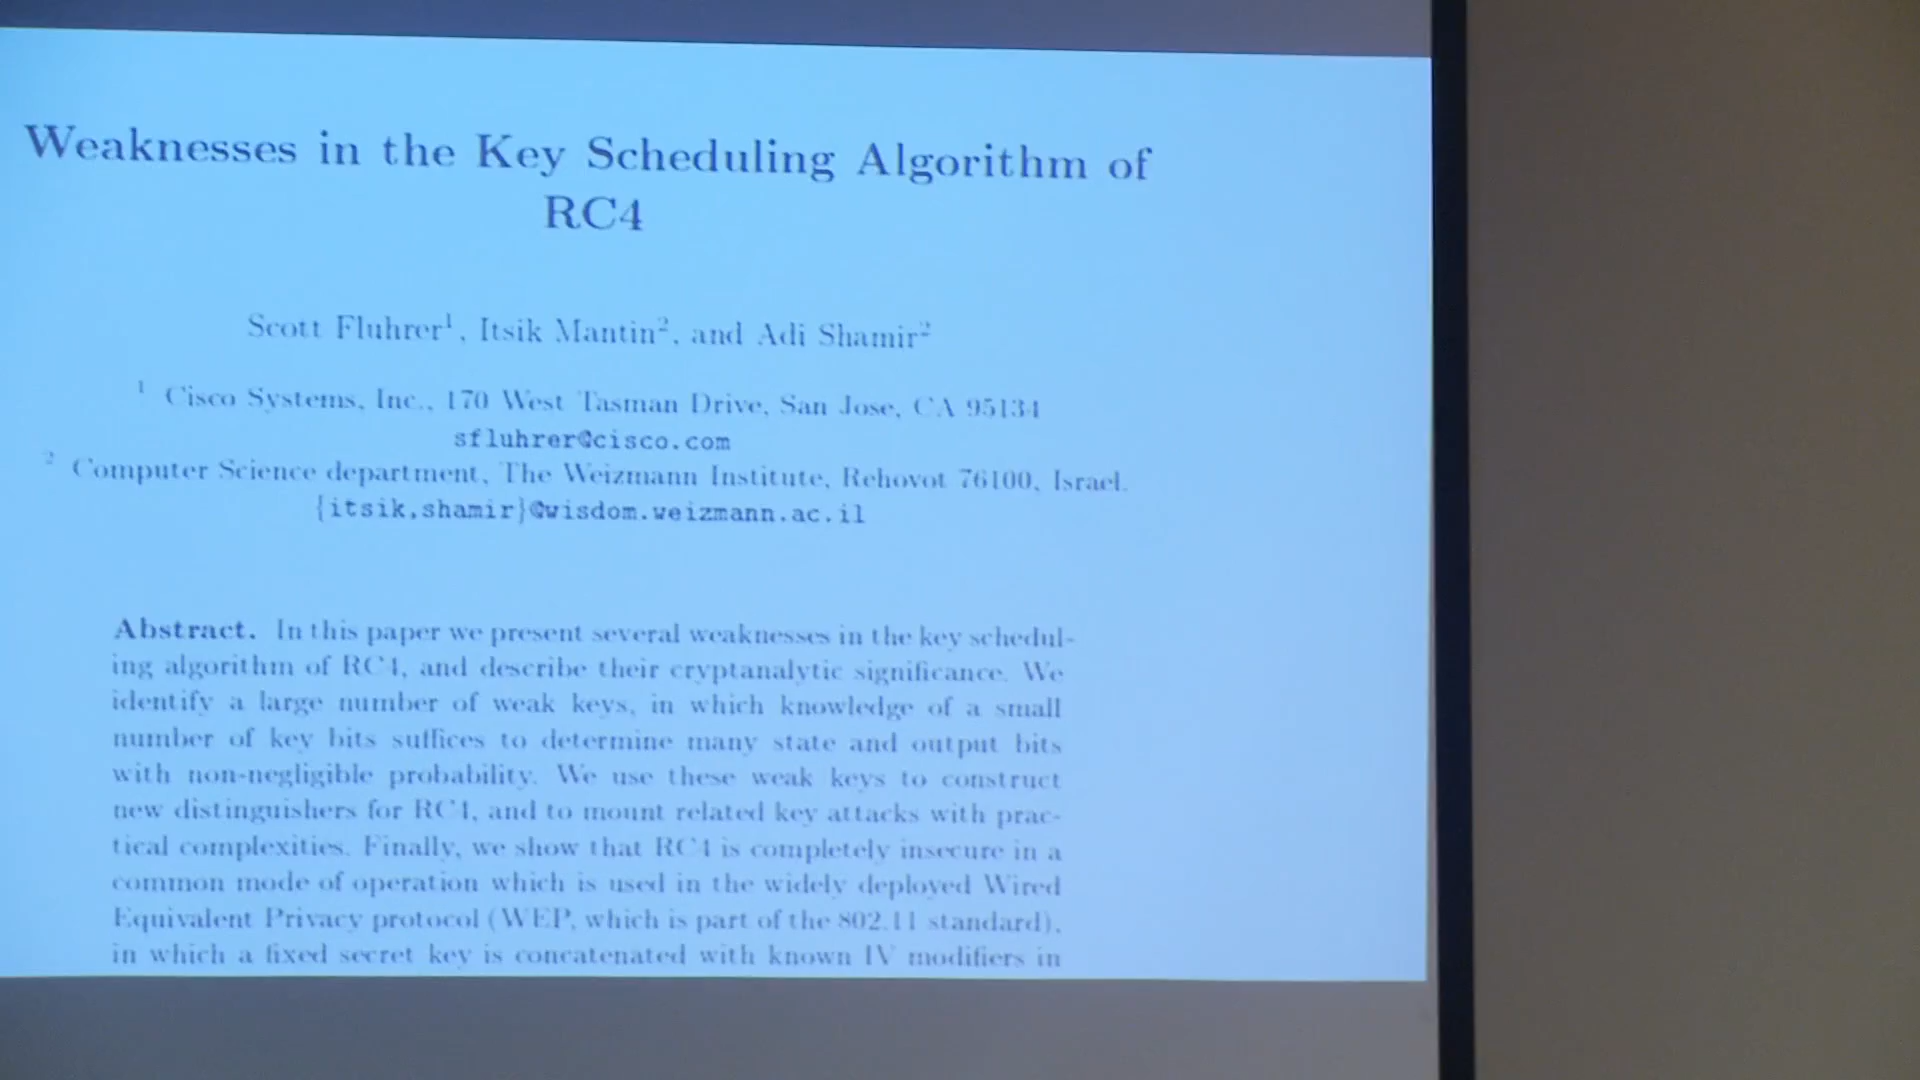 Weaknesses in the Key Scheduling Algorithm of
RC4
Scott Fluhrer¹, Itsik Mantin², and Adi Shamir²
¹ Cisco Systems, Inc., 170 West Tasman Drive, San Jose, CA 95134
sfluhrer@cisco.com
² Computer Science department, The Weizmann Institute, Rehovot 76100, Israel.
{itsik,shamir}@wisdom.weizmann.ac.il
Abstract. In this paper we present several weaknesses in the key schedul-
ing algorithm of RC4, and describe their cryptanalytic significance. We
identify a large number of weak keys, in which knowledge of a small
number of key bits suffices to determine many state and output bits
with non-negligible probability. We use these weak keys to construct
new distinguishers for RC4, and to mount related key attacks with prac-
tical complexities. Finally, we show that RC4 is completely insecure in a
common mode of operation which is used in the widely deployed Wired
Equivalent Privacy protocol (WEP, which is part of the 802.11 standard),
in which a fixed secret key is concatenated with known IV modifiers in